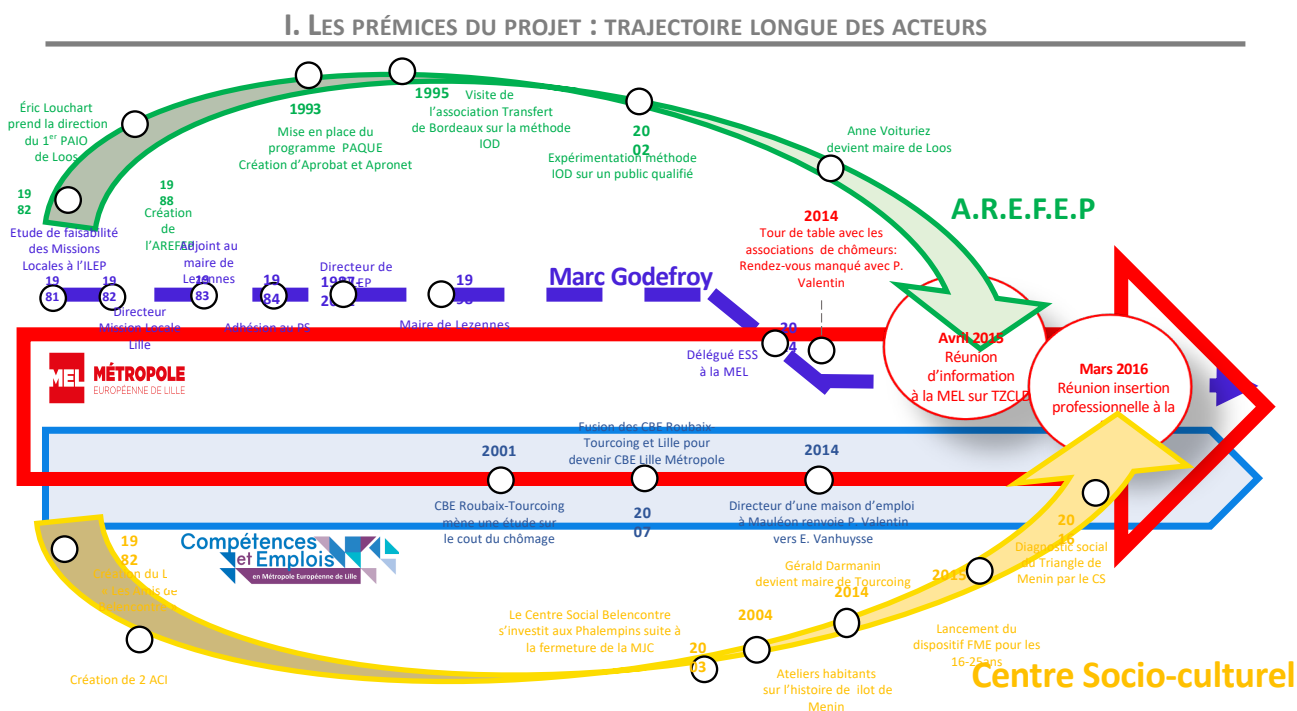 I. LES PRÉMICES DU PROJET : TRAJECTOIRE LONGUE DES ACTEURS
Éric Louchart
prend la direction
du 1er PAIO
de Loos
19
82
19
88
Création
de
l'AREFEP
1993
Mise en place du
programme PAQUE
Création d'Aprobat et Apronet
1995
Visite de
l'association Transfert
de Bordeaux sur la méthode
IOD
20
02
Expérimentation méthode
IOD sur un public qualifié
Anne Voituriez
devient maire de Loos
A.R.E.F.E.P
2014
Tour de table avec les
associations de chômeurs:
Rendez-vous manqué avec P.
Valentin
Etude de faisabilité
des Missions
Locales à l'ILEP
19
81
19
82
Directeur
Mission Locale
Lille
Adjoint au
maire de
Lezennes
19
83
19
84
Adhésion au PS
Directeur de
19
Maire de Lezennes
Marc Godefroy
Délégué ESS
à la MEL
Avril 2015
Réunion
d'information
à la MEL sur TZCLD
Mars 2016
Réunion insertion
professionnelle à la
MEL
MÉTROPOLE
EUROPÉENNE DE LILLE
2001
CBE Roubaix-Tourcoing
mène une étude sur
le cout du chômage
Fusion des CBE Roubaix-
Tourcoing et Lille pour
devenir CBE Lille Métropole
20
07
2014
Directeur d'une maison d'emploi
à Mauléon renvoie P. Valentin
vers E. Vanhuysse
Compétences
et Emplois
en Métropole Européenne de Lille
19
82
Création du
Création de 2 ACI
Le Centre Social Belencontre
s'investit aux Phalempins suite à
la fermeture de la MJC
20
03
2004
Ateliers habitants
sur l'histoire de ilot de
Menin
Gérald Darmanin
devient maire de Tourcoing
2014
2015
Lancement du
dispositif FME pour les
16-25ans
20
16
Diagnostic social
du Triangle de
Menin par le CS
Centre Socio-culturel